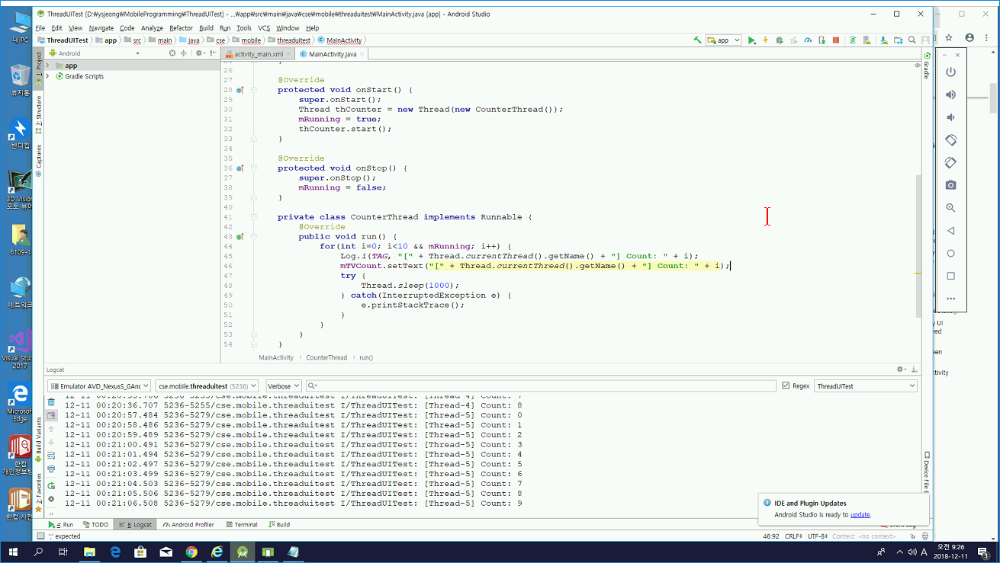 ThreadUITest [D:₩ysjeong₩MobileProgramming₩ThreadUITest] - ...₩app₩src₩main₩java₩cse₩mobile₩threaduitest₩MainActivity.java [app] - Android Studio
File Edit View Navigate Code Analyze Refactor Build Run Tools VCS Window Help
ThreadUITest app src main java cse mobile threaduitest MainActivity
app
Android
activity_main.xml
MainActivity.java
app
Gradle Scripts
1: Project
Z: Structure
Captures
Build Variants
2: Favorites
Gradle
내 PC
휴지통
반디집
3D Vision
포토 뷰어
6109-1
네트워크
Visual Studio
2017
Microsoft
Edge
한컴
26
27 @Override
28 protected void onStart() {
29 super.onStart();
30 Thread thCounter = new Thread(new CounterThread());
31 mRunning = true;
32 thCounter.start();
33 }
34
35 @Override
36 protected void onStop() {
37 super.onStop();
38 mRunning = false;
39 }
40
41 private class CounterThread implements Runnable {
42 @Override
43 public void run() {
44 for(int i=0; i<10 && mRunning; i++) {
45 Log.i(TAG, "[" + Thread.currentThread().getName() + "] Count: " + i);
46 mTVCount.setText("[" + Thread.currentThread().getName() + "] Count: " + i);
47 try {
48 Thread.sleep(1000);
49 } catch(InterruptedException e) {
50 e.printStackTrace();
51 }
52 }
53 }
54 }
MainActivity › CounterThread › run()
Logcat
Emulator AVD_NexusS_GAnc
cse.mobile.threaduitest (5236)
Verbose
Regex
ThreadUITest
12-11 00:20:36.707 5236-5255/cse.mobile.threaduitest I/ThreadUITest: [Thread-4] Count: 8
12-11 00:20:57.484 5236-5279/cse.mobile.threaduitest I/ThreadUITest: [Thread-5] Count: 0
12-11 00:20:58.486 5236-5279/cse.mobile.threaduitest I/ThreadUITest: [Thread-5] Count: 1
12-11 00:20:59.489 5236-5279/cse.mobile.threaduitest I/ThreadUITest: [Thread-5] Count: 2
12-11 00:21:00.491 5236-5279/cse.mobile.threaduitest I/ThreadUITest: [Thread-5] Count: 3
12-11 00:21:01.494 5236-5279/cse.mobile.threaduitest I/ThreadUITest: [Thread-5] Count: 4
12-11 00:21:02.497 5236-5279/cse.mobile.threaduitest I/ThreadUITest: [Thread-5] Count: 5
12-11 00:21:03.499 5236-5279/cse.mobile.threaduitest I/ThreadUITest: [Thread-5] Count: 6
12-11 00:21:04.503 5236-5279/cse.mobile.threaduitest I/ThreadUITest: [Thread-5] Count: 7
12-11 00:21:05.506 5236-5279/cse.mobile.threaduitest I/ThreadUITest: [Thread-5] Count: 8
12-11 00:21:06.508 5236-5279/cse.mobile.threaduitest I/ThreadUITest: [Thread-5] Count: 9
IDE and Plugin Updates
Android Studio is ready to update.
4: Run TODO 6: Logcat Android Profiler Terminal Build
';' expected
46:92 CRLF÷ UTF-8÷ Context: <no context>
A
오전 9:26
2018-12-11
3